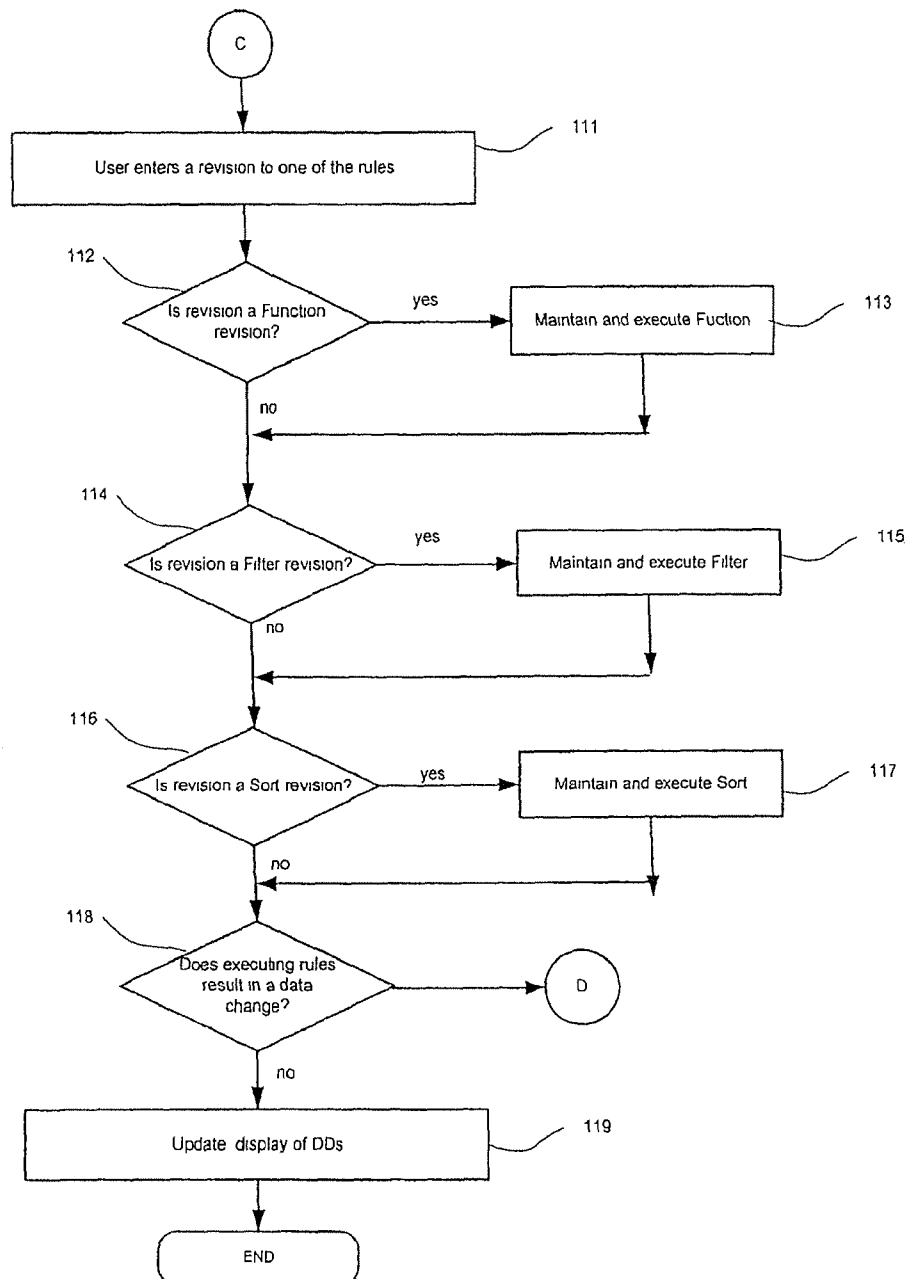 C
111
User enters a revision to one of the rules
112
Is revision a Function
revision?
yes
Maintain and execute Fuction
113
no
114
Is revision a Filter revision?
yes
Maintain and execute Filter
115
no
116
Is revision a Sort revision?
yes
Maintain and execute Sort
117
no
118
Does executing rules
result in a data
change?
D
no
Update display of DDs
119
END